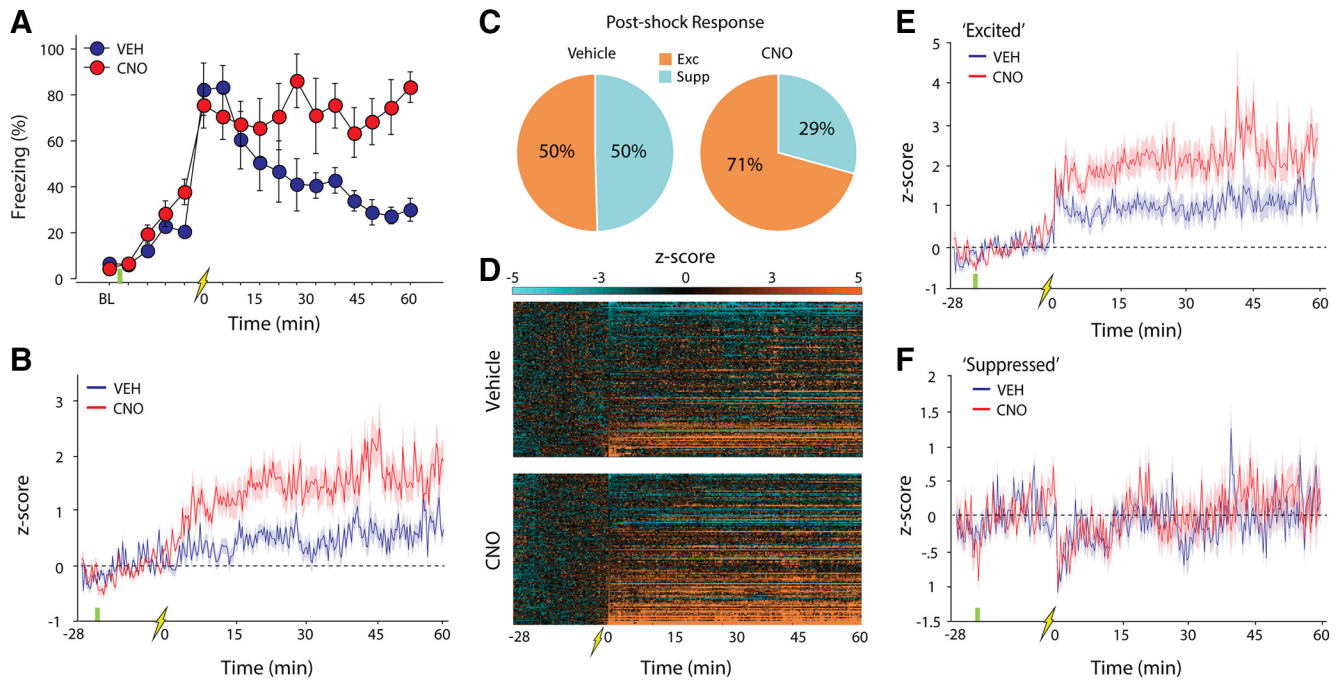 A
VEH
CNO
Freezing (%)
100
80
60
40
20
0
BL
0
15
30
45
60
Time (min)
B
VEH
CNO
z-score
3
2
1
0
-1
-28
0
15
30
45
60
Time (min)
C
Post-shock Response
Vehicle
Exc
Supp
CNO
50%
50%
71%
29%
D
z-score
-5
-3
0
3
5
Vehicle
CNO
-28
0
15
30
45
60
Time (min)
E
'Excited'
VEH
CNO
z-score
5
4
3
2
1
0
-1
-28
0
15
30
45
60
Time (min)
F
'Suppressed'
VEH
CNO
z-score
2
1.5
1
.5
0
-.5
1
-1.5
-28
0
15
30
45
60
Time (min)